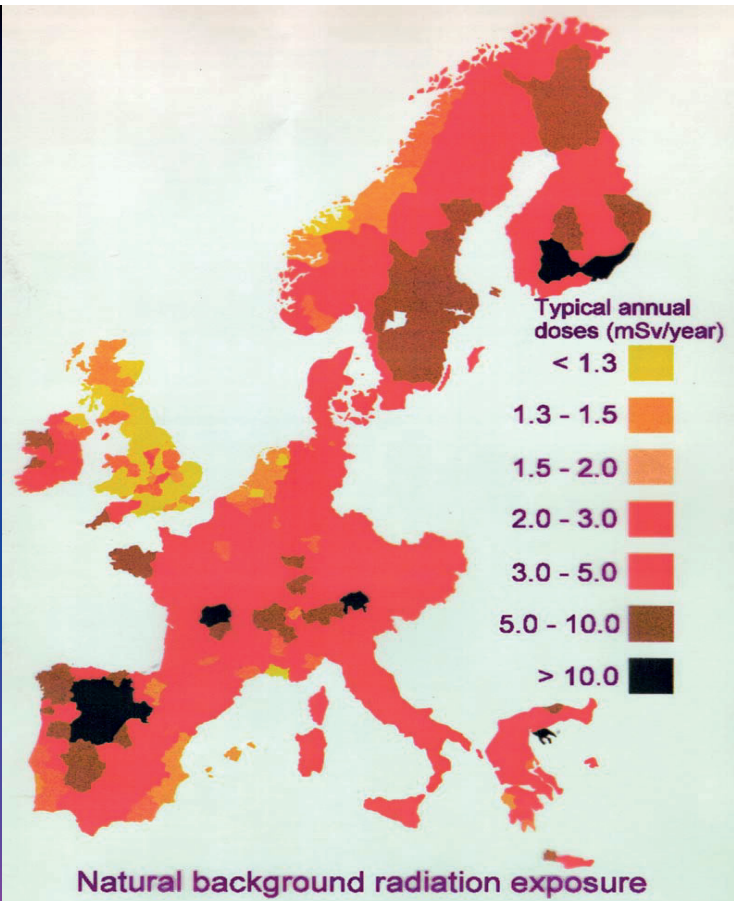 Typical annual
doses (mSv/year)
< 1.3
1.3 - 1.5
1.5 - 2.0
2.0 - 3.0
3.0 - 5.0
5.0 - 10.0
> 10.0
Natural background radiation exposure